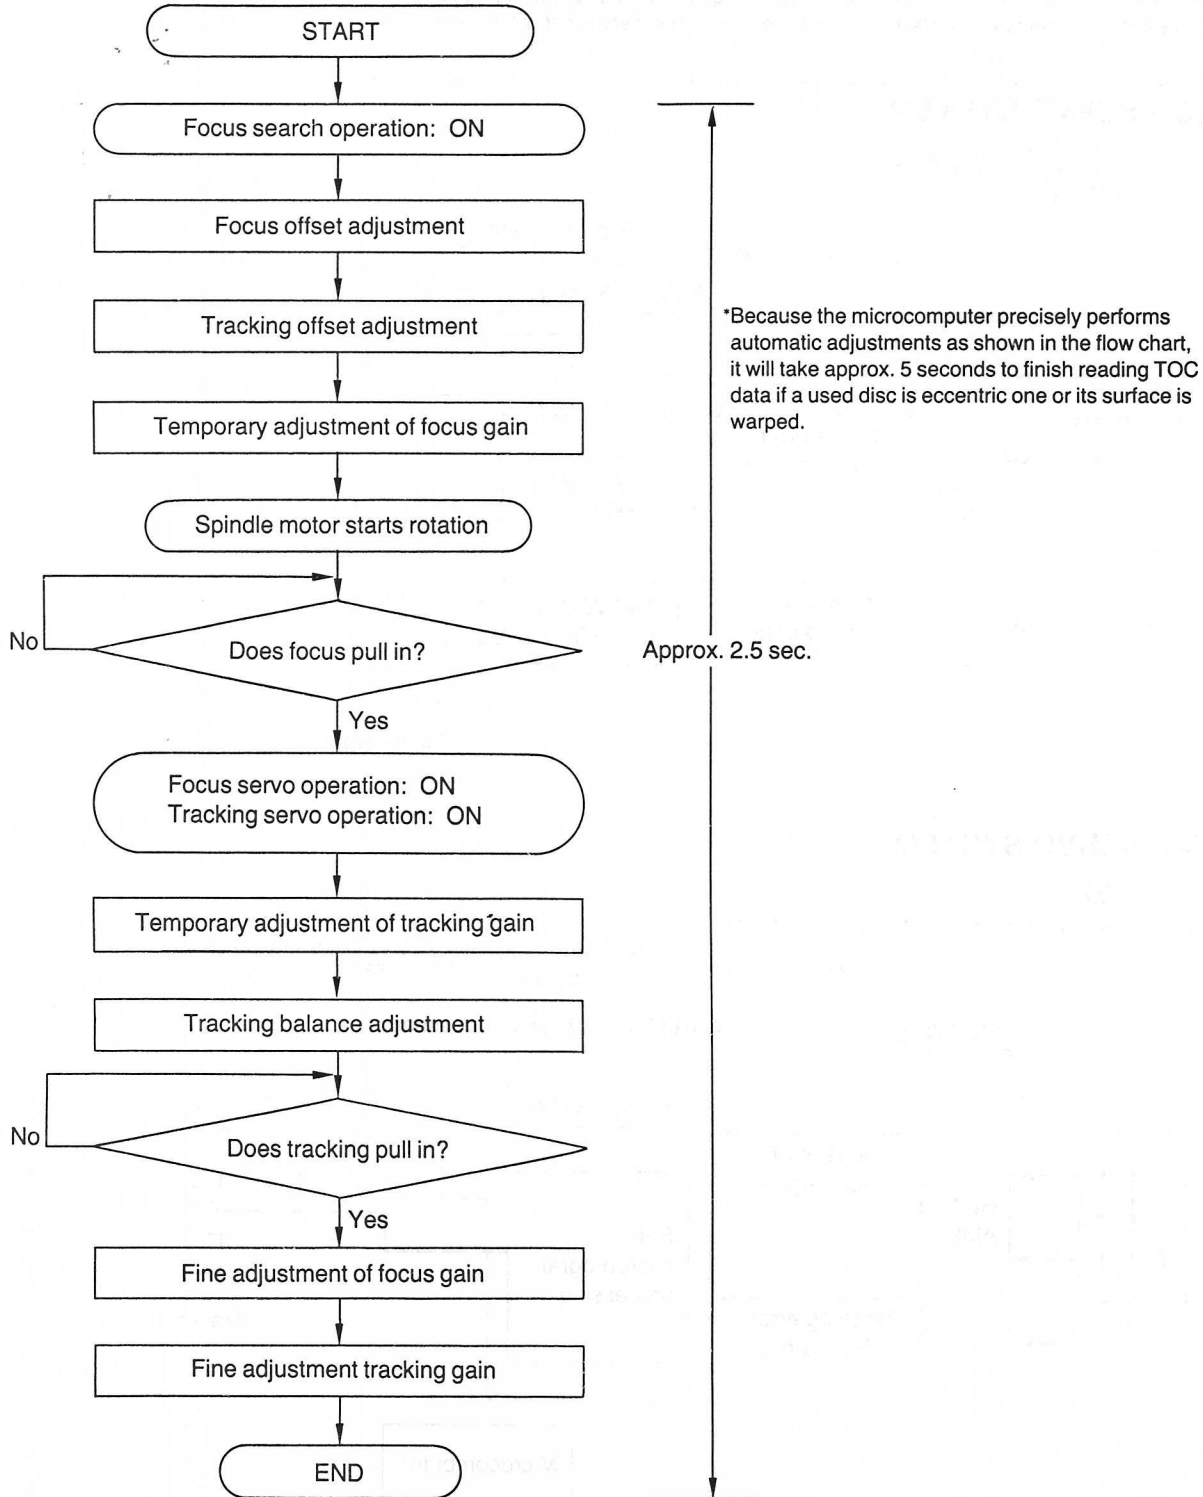 START
Focus search operation: ON
Focus offset adjustment
Tracking offset adjustment
*Because the microcomputer precisely performs
automatic adjustments as shown in the flow chart,
it will take approx. 5 seconds to finish reading TOC
data if a used disc is eccentric one or its surface is
warped.
Temporary adjustment of focus gain
Spindle motor starts rotation
No
Does focus pull in?
Approx. 2.5 sec.
Yes
Focus servo operation: ON
Tracking servo operation: ON
Temporary adjustment of tracking gain
Tracking balance adjustment
No
Does tracking pull in?
Yes
Fine adjustment of focus gain
Fine adjustment tracking gain
END